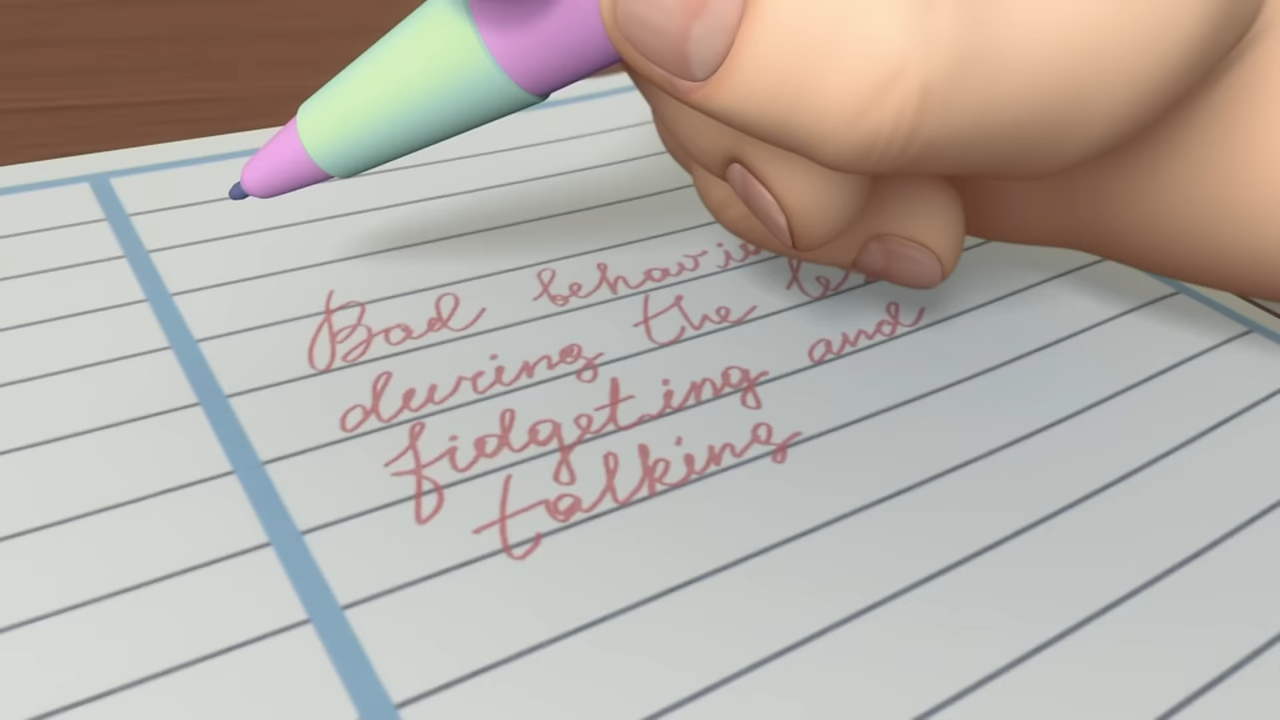 Bad
during the
fidgeting and
talking